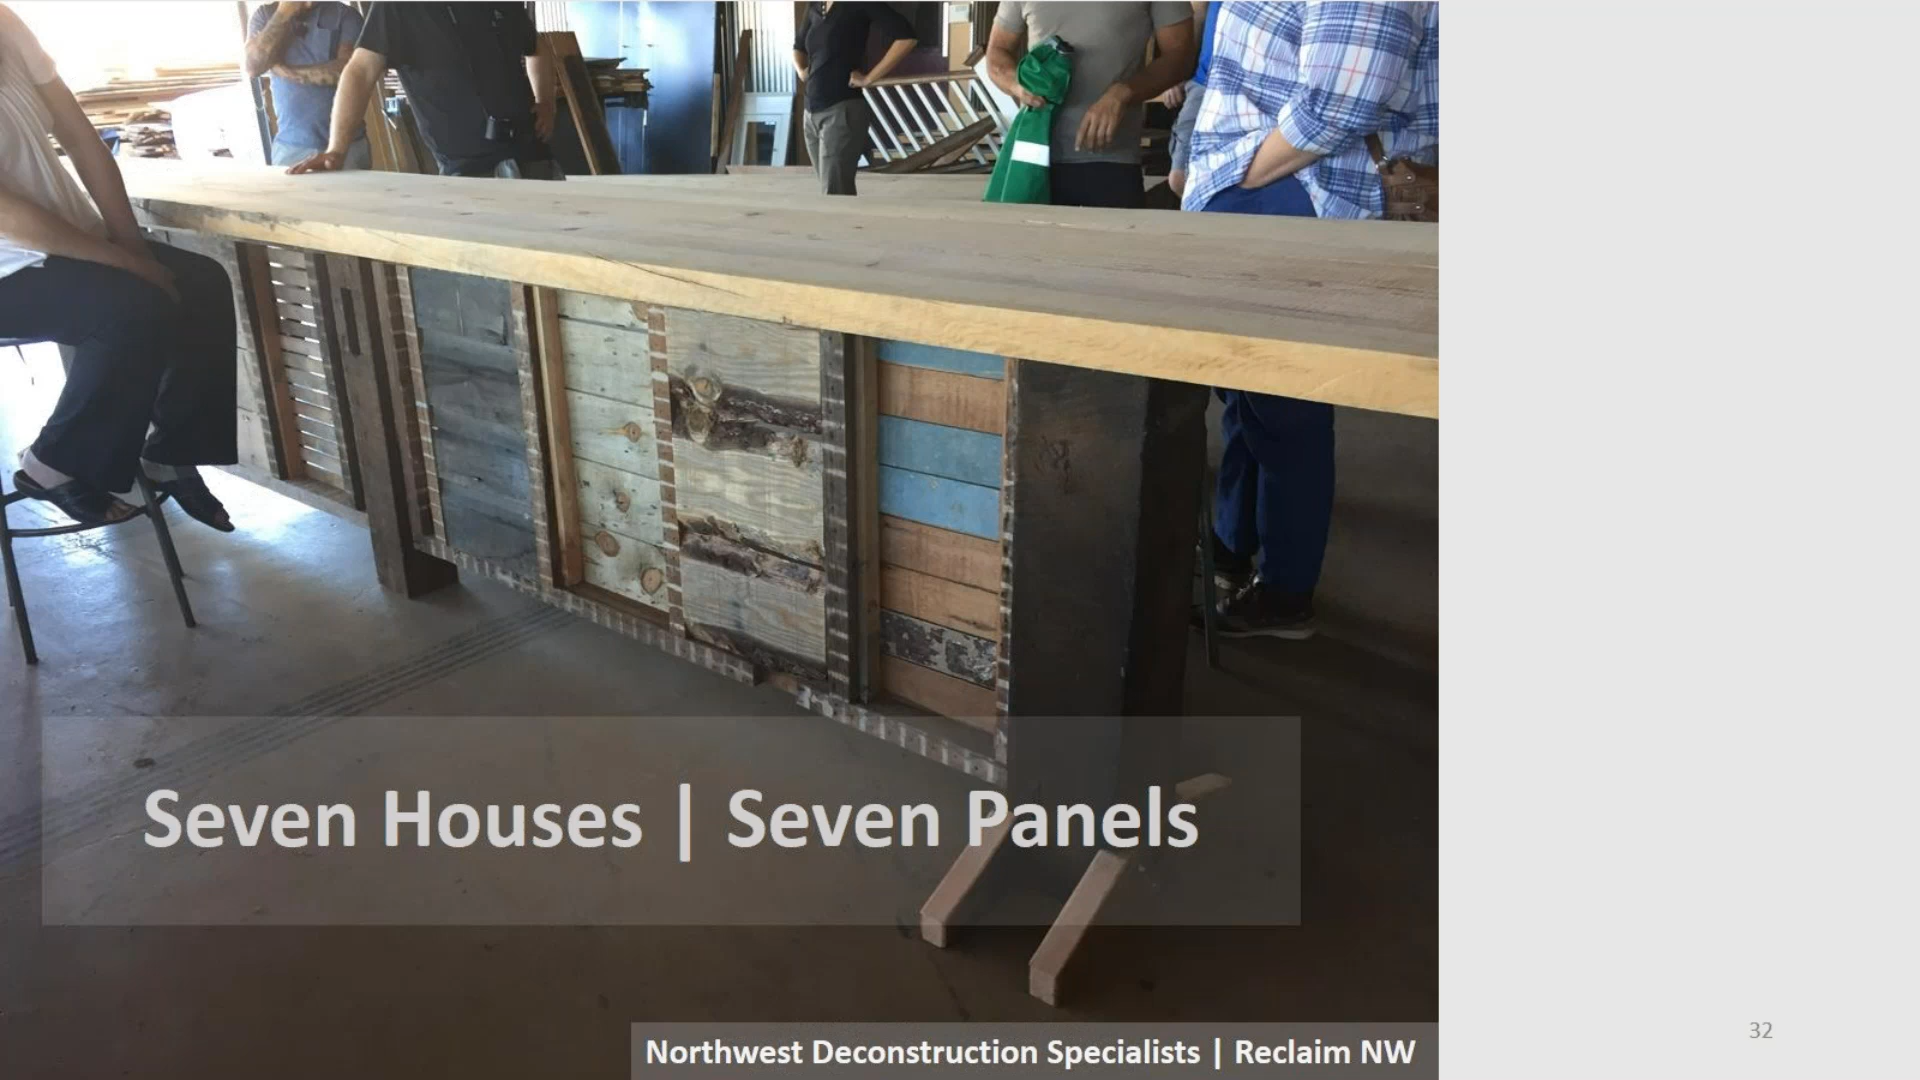 Seven Houses | Seven Panels
Northwest Deconstruction Specialists | Reclaim NW
32